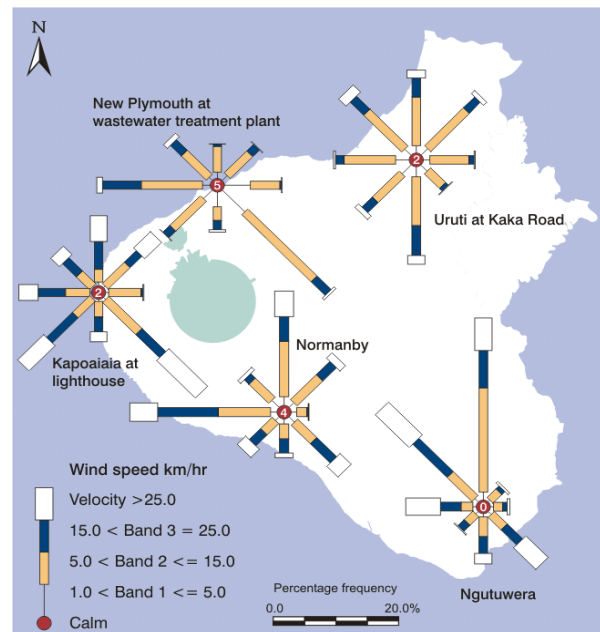 N
New Plymouth at
wastewater treatment plant
5
2
Uruti at Kaka Road
2
Kapoaiaia at
lighthouse
Normanby
4
0
Ngutuwera
Wind speed km/hr
Velocity >25.0
15.0 < Band 3 = 25.0
5.0 < Band 2 <= 15.0
1.0 < Band 1 <= 5.0
Calm
Percentage frequency
0.0 20.0%